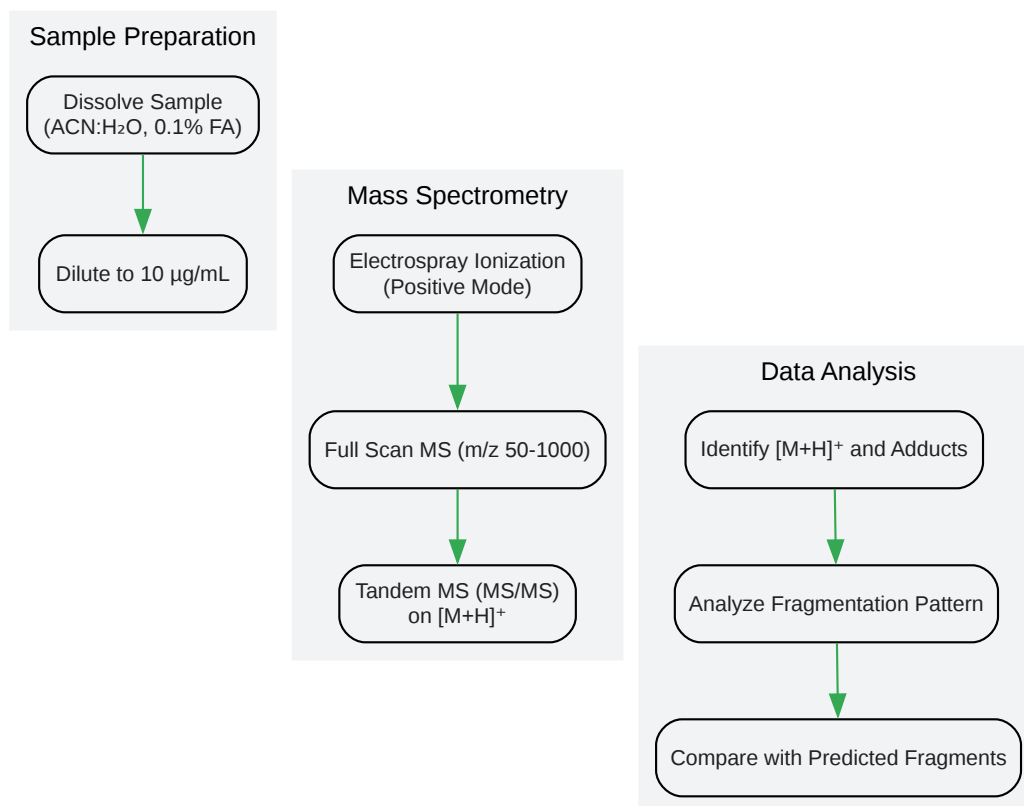 Sample Preparation
Dissolve Sample
(ACN:H₂O, 0.1% FA)
Dilute to 10 µg/mL
Mass Spectrometry
Electrospray Ionization
(Positive Mode)
Full Scan MS (m/z 50-1000)
Tandem MS (MS/MS)
on [M+H]⁺
Data Analysis
Identify [M+H]⁺ and Adducts
Analyze Fragmentation Pattern
Compare with Predicted Fragments